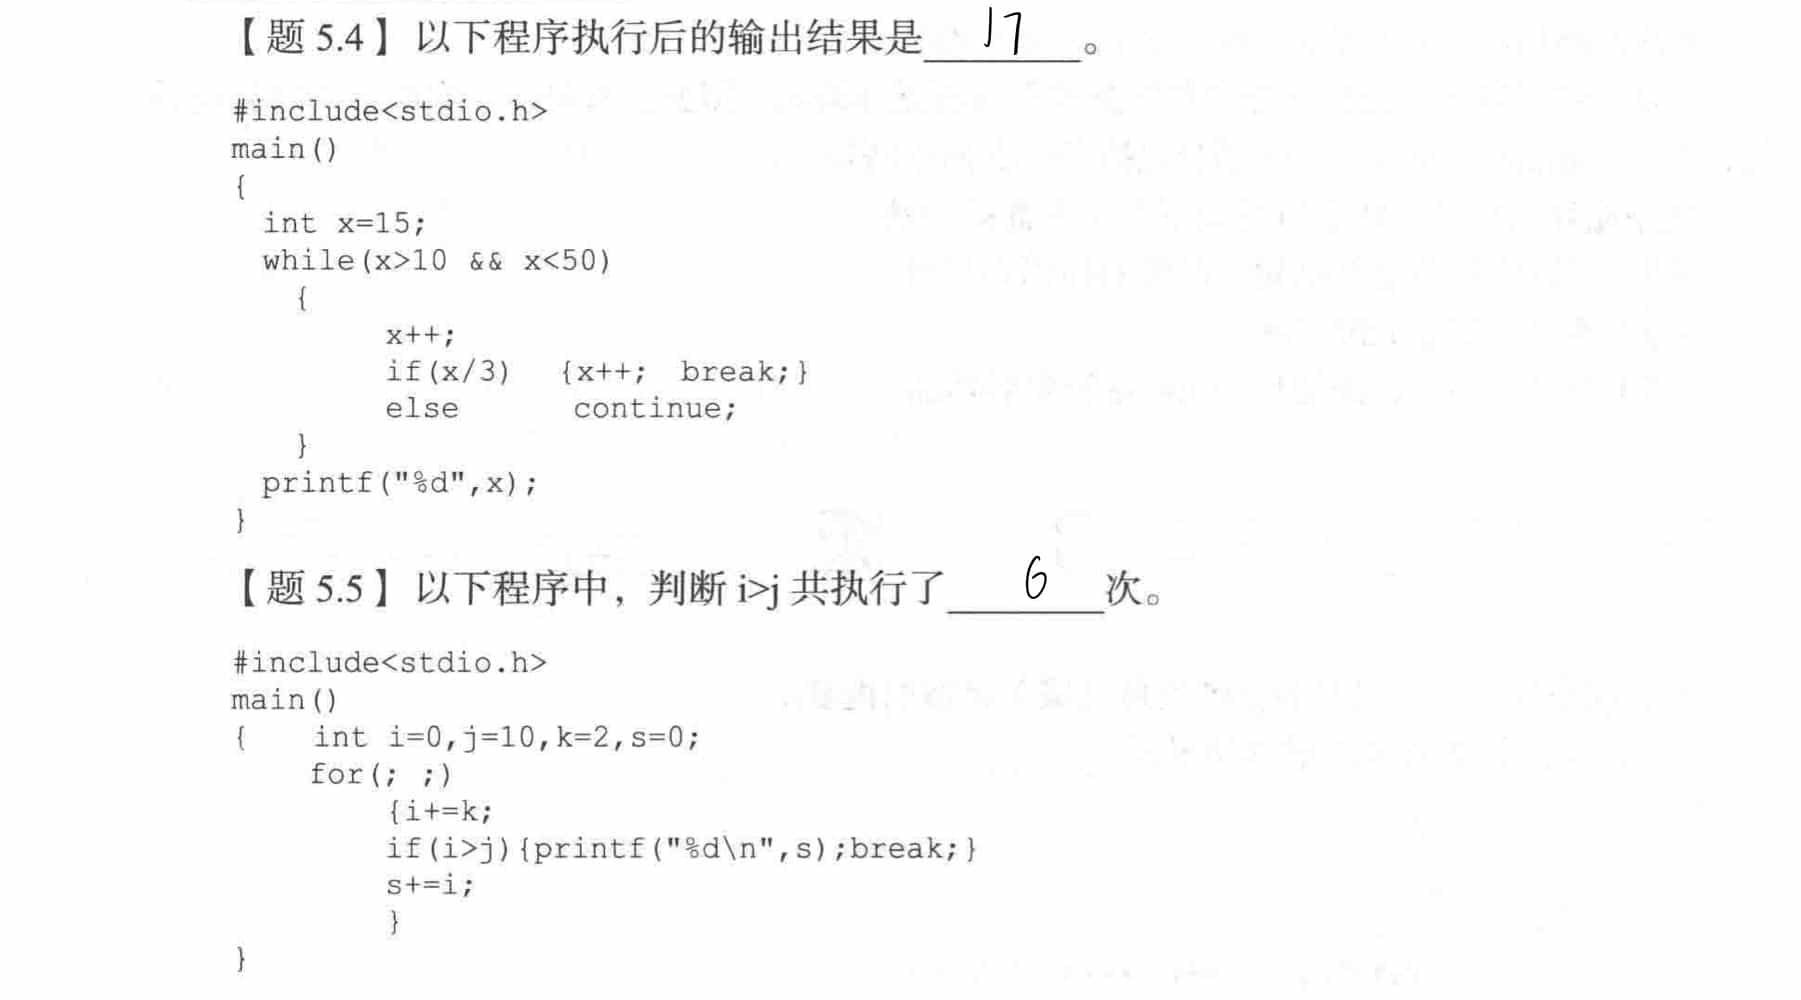 【题 5.4】 以下程序执行后的输出结果是 17 。
#include<stdio.h>
main()
{
int x=15;
while(x>10 && x<50)
{
x++;
if(x/3) {x++; break;}
else continue;
}
printf("%d",x);
}
【题 5.5】 以下程序中，判断 i>j 共执行了 6 次。
#include<stdio.h>
main()
{ int i=0,j=10,k=2,s=0;
for(; ;)
{i+=k;
if(i>j){printf("%d\n",s);break;}
s+=i;
}
}